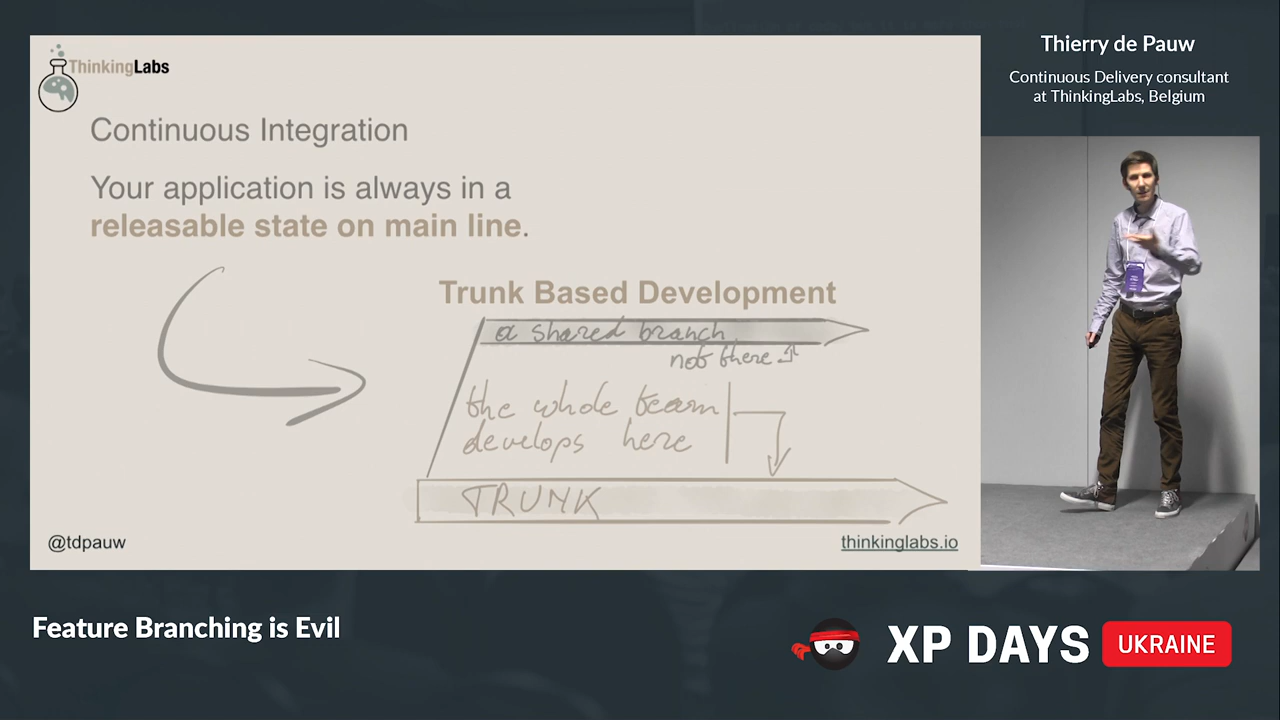 ThinkingLabs
Continuous Integration
Your application is always in a
releasable state on main line.
Trunk Based Development
a shared branch
not there
the whole team
develops here
TRUNK
@tdpauw
thinkinglabs.io
Thierry de Pauw
Continuous Delivery consultant
at ThinkingLabs, Belgium
Feature Branching is Evil
XP DAYS
UKRAINE